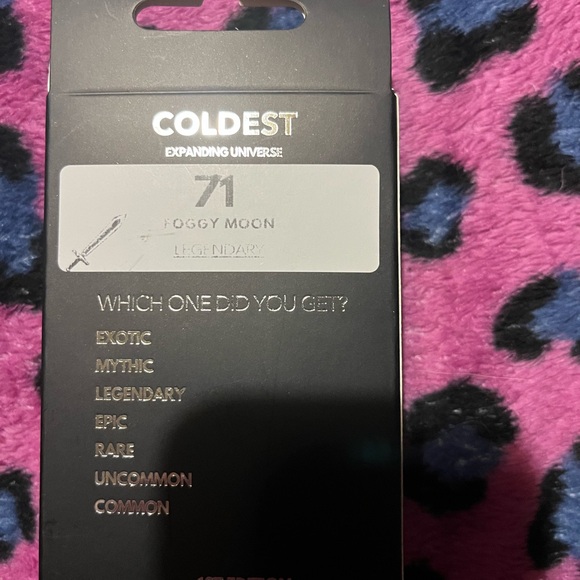 COLDEST
EXPANDING UNIVERSE
71
FOGGY MOON
LEGENDARY
WHICH ONE DID YOU GET?
EXOTIC
MYTHIC
LEGENDARY
EPIC
RARE
UNCOMMON
COMMON